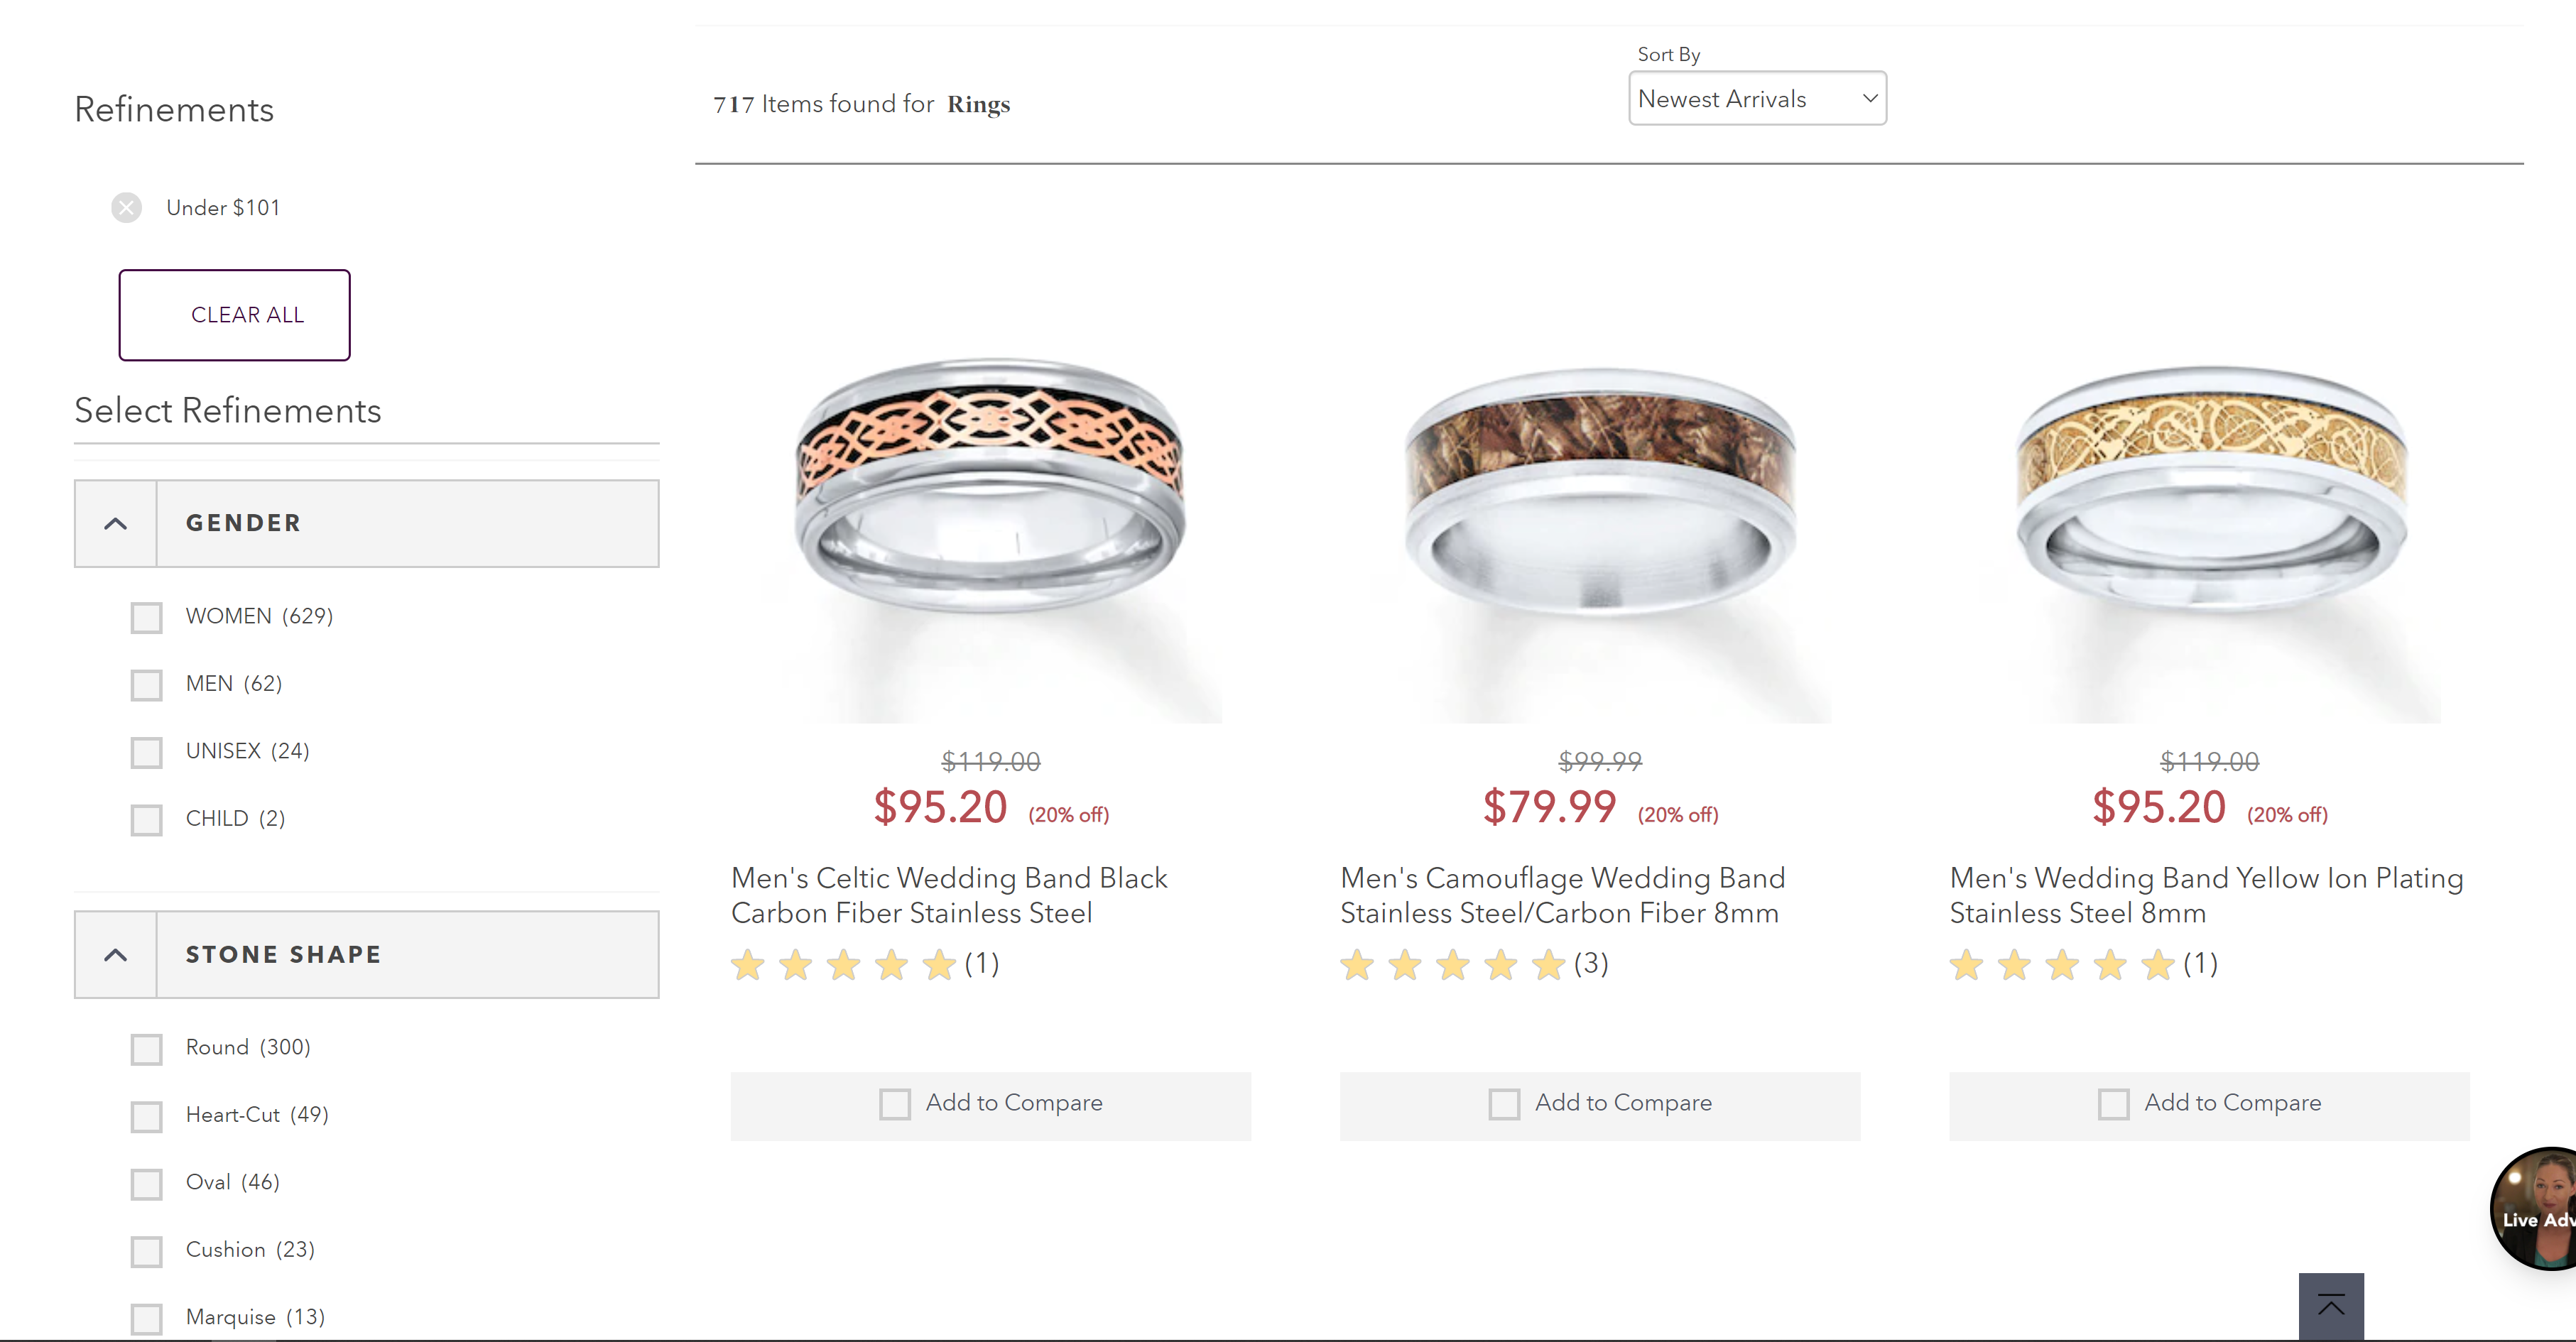 Refinements
Under $101
CLEAR ALL
Select Refinements
GENDER
WOMEN (629)
MEN (62)
UNISEX (24)
CHILD (2)
STONE SHAPE
Round (300)
Heart-Cut (49)
Oval (46)
Cushion (23)
Marquise (13)
717 Items found for Rings
Sort By
Newest Arrivals
$119.00
$95.20 (20% off)
Men's Celtic Wedding Band Black
Carbon Fiber Stainless Steel
(1)
Add to Compare
$99.99
$79.99 (20% off)
Men's Camouflage Wedding Band
Stainless Steel/Carbon Fiber 8mm
(3)
Add to Compare
$119.00
$95.20 (20% off)
Men's Wedding Band Yellow Ion Plating
Stainless Steel 8mm
(1)
Add to Compare
Live Adv